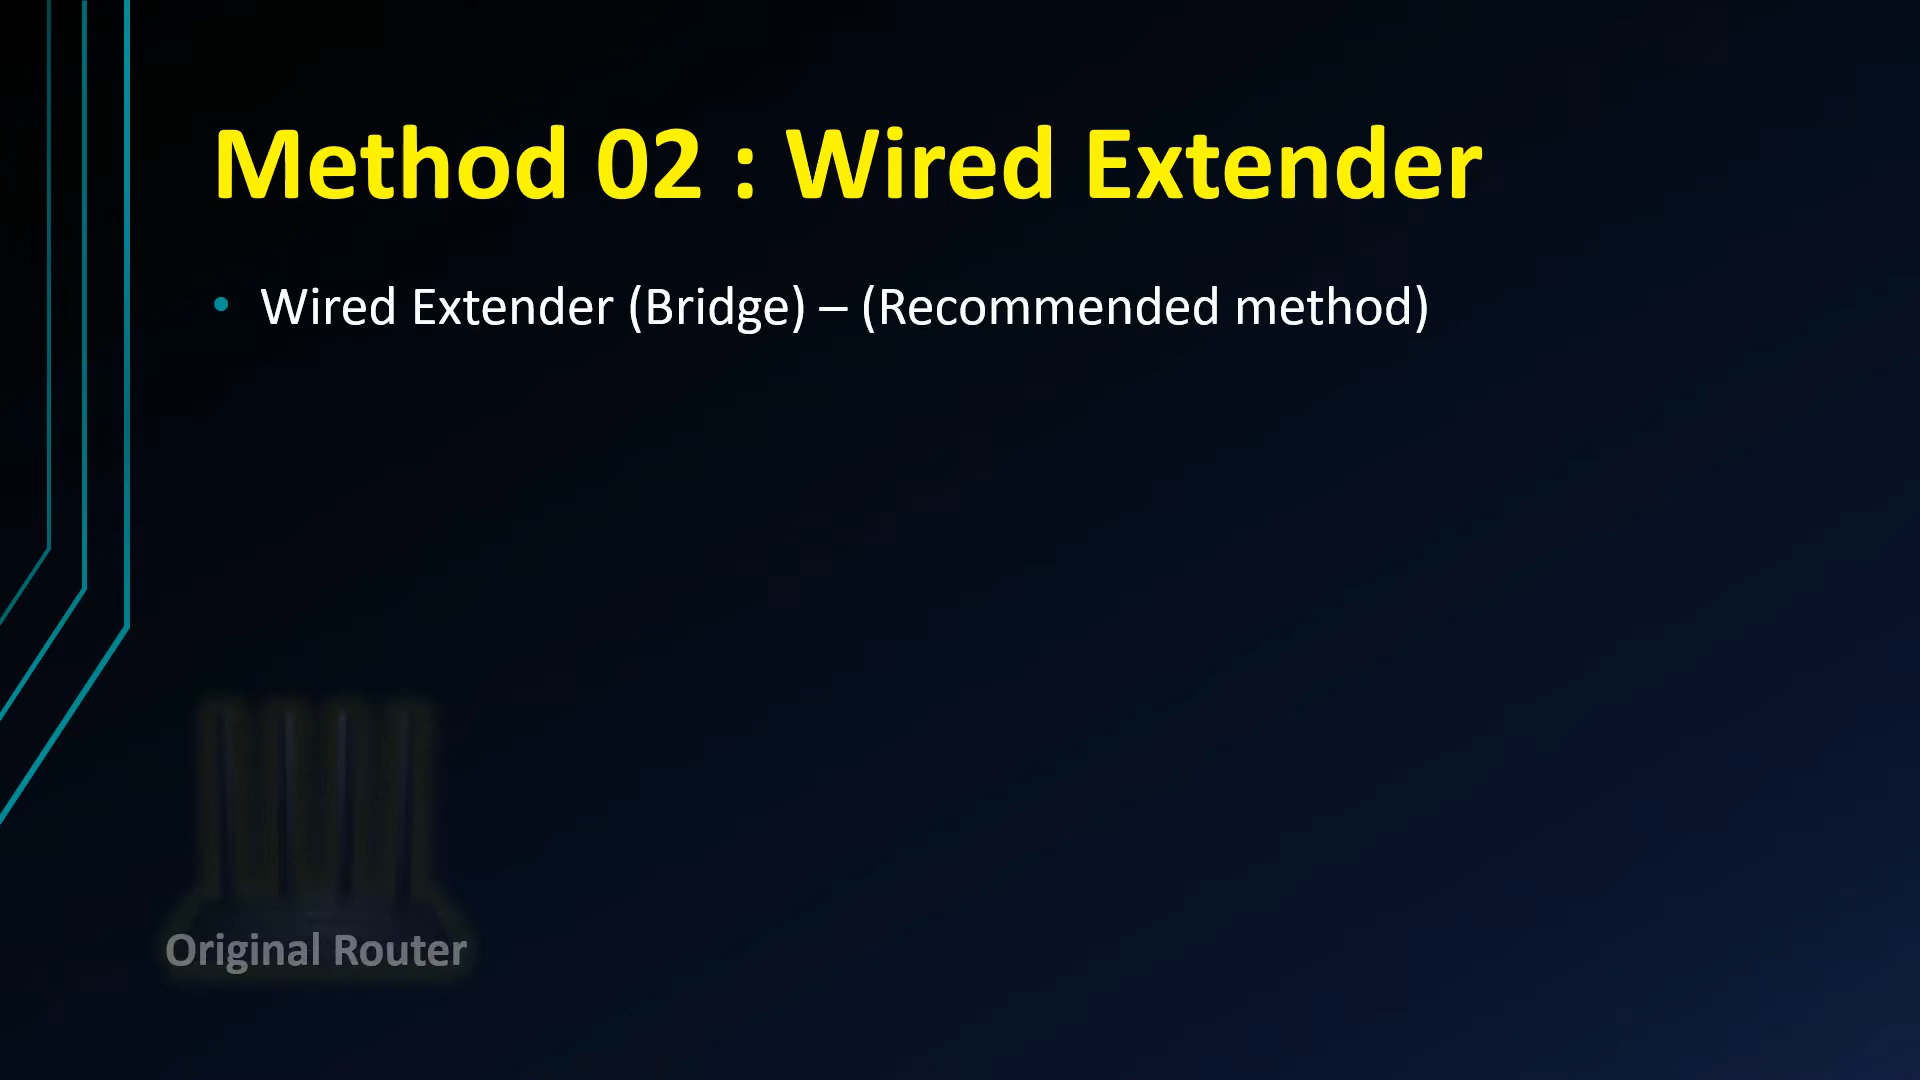 Method 02 : Wired Extender
• Wired Extender (Bridge) – (Recommended method)
Original Router